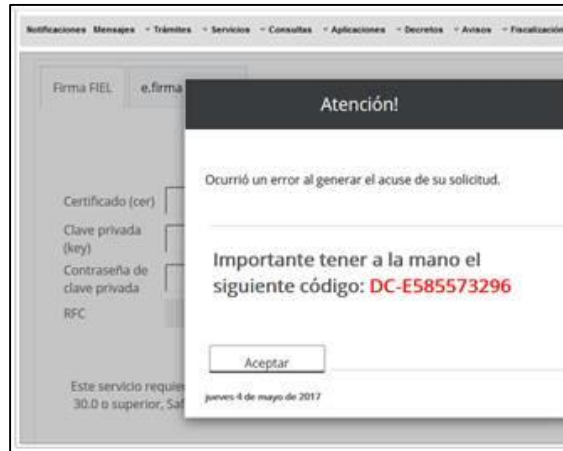 Notificaciones Mensajes Trámites Servicios Consultas Aplicaciones Decretos Avisos Fiscalización
Firma FIEL e.firma
Atención!
Ocurrió un error al generar el acuse de su solicitud.
Certificado (cer)
Clave privada
(key)
Contraseña de
clave privada
RFC
Importante tener a la mano el
siguiente código: DC-E585573296
Aceptar
Este servicio requie
30.0 o superior, Saf
jueves 4 de mayo de 2017